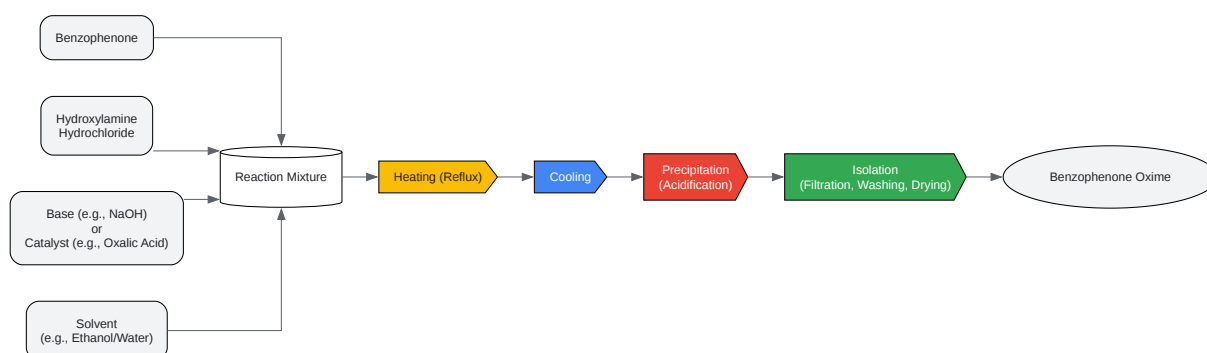 Benzophenone
Hydroxylamine
Hydrochloride
Base (e.g., NaOH)
or
Catalyst (e.g., Oxalic Acid)
Solvent
(e.g., Ethanol/Water)
Reaction Mixture
Heating (Reflux)
Cooling
Precipitation
(Acidification)
Isolation
(Filtration, Washing, Drying)
Benzophenone Oxime